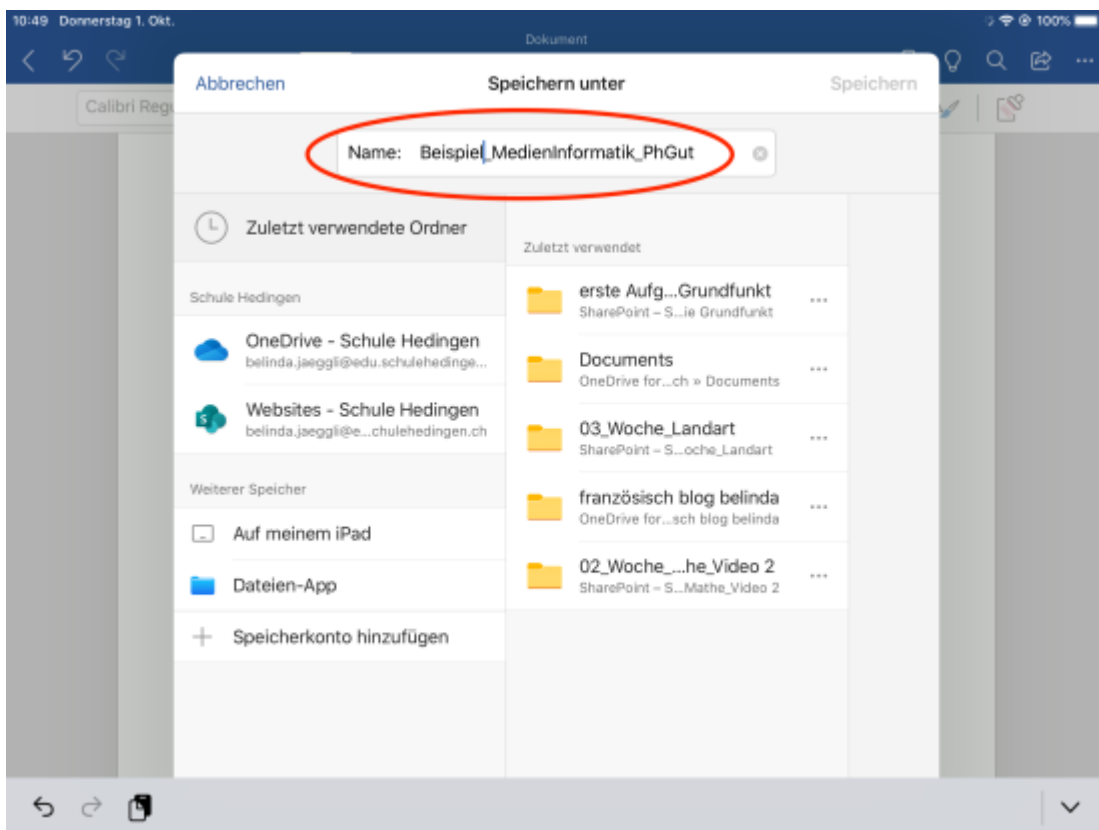 10:49 Donnerstag 1. Okt.
100%
Dokument
Abbrechen
Speichern unter
Speichern
Calibri Regu
Name: Beispiel_MedienInformatik_PhGut
Zuletzt verwendete Ordner
Schule Hedingen
OneDrive - Schule Hedingen
belinda.jaeggli@edu.schulehedinge...
Websites - Schule Hedingen
belinda.jaeggli@e...chulehedingen.ch
Weiterer Speicher
Auf meinem iPad
Dateien-App
Speicherkonto hinzufügen
Zuletzt verwendet
erste Aufg...Grundfunkt
SharePoint – S...ie Grundfunkt
Documents
OneDrive for...ch » Documents
03_Woche_Landart
SharePoint – S...oche_Landart
französisch blog belinda
OneDrive for...sch blog belinda
02_Woche_...he_Video 2
SharePoint – S...Mathe_Video 2